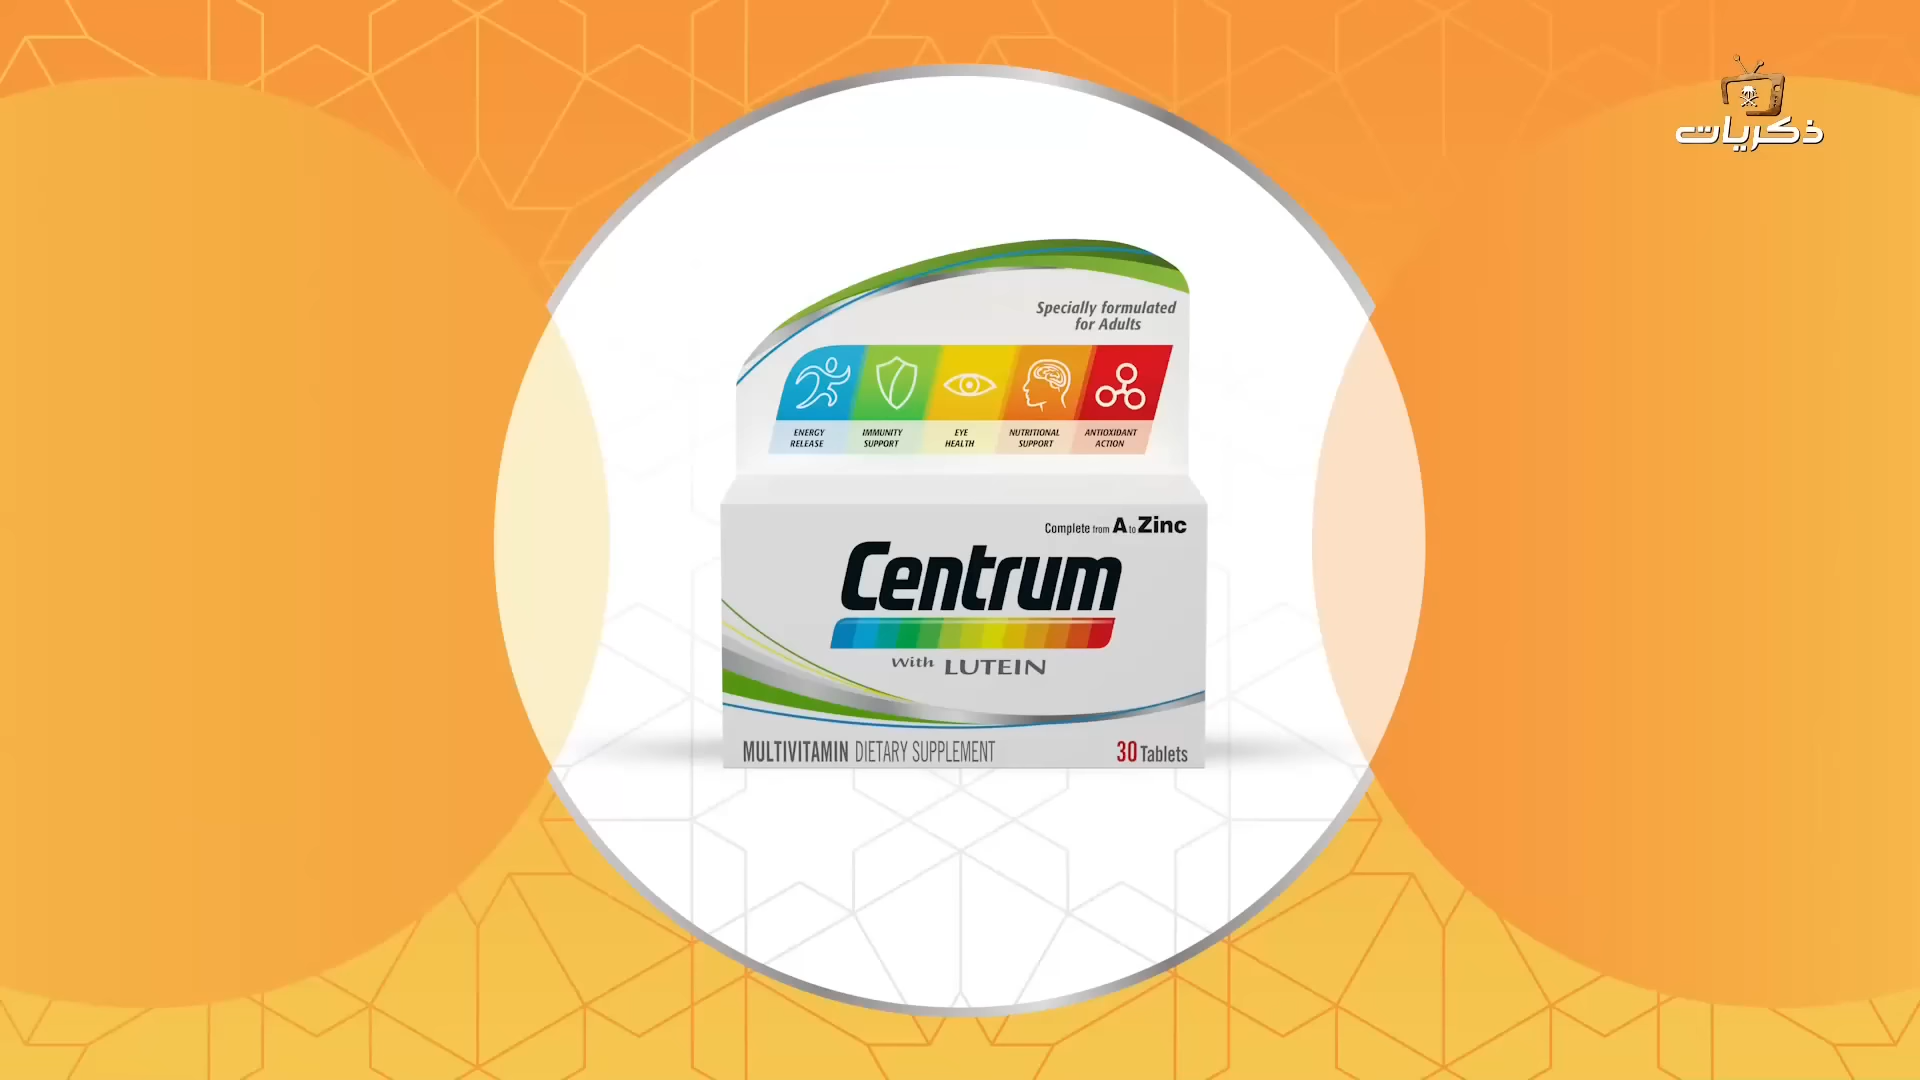 ذكريات
Specially formulated
for Adults
ENERGY
RELEASE
IMMUNITY
SUPPORT
EYE
HEALTH
NUTRITIONAL
SUPPORT
ANTIOXIDANT
ACTION
Complete from A to Zinc
Centrum
with LUTEIN
MULTIVITAMIN DIETARY SUPPLEMENT
30 Tablets